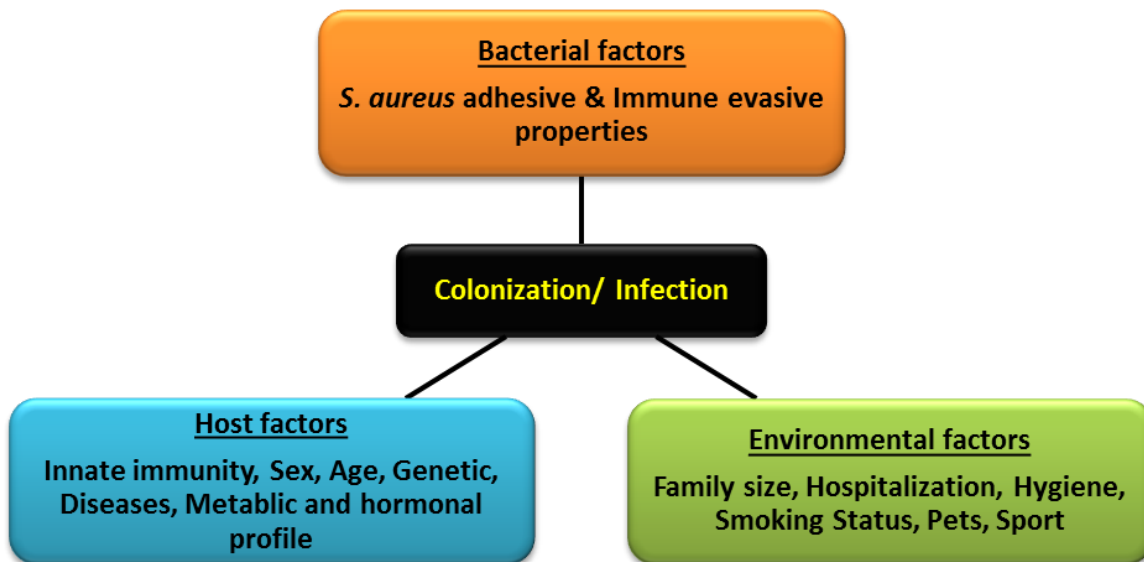 Bacterial factors
S. aureus adhesive & Immune evasive
properties
Colonization/ Infection
Host factors
Innate immunity, Sex, Age, Genetic,
Diseases, Metablic and hormonal
profile
Environmental factors
Family size, Hospitalization, Hygiene,
Smoking Status, Pets, Sport